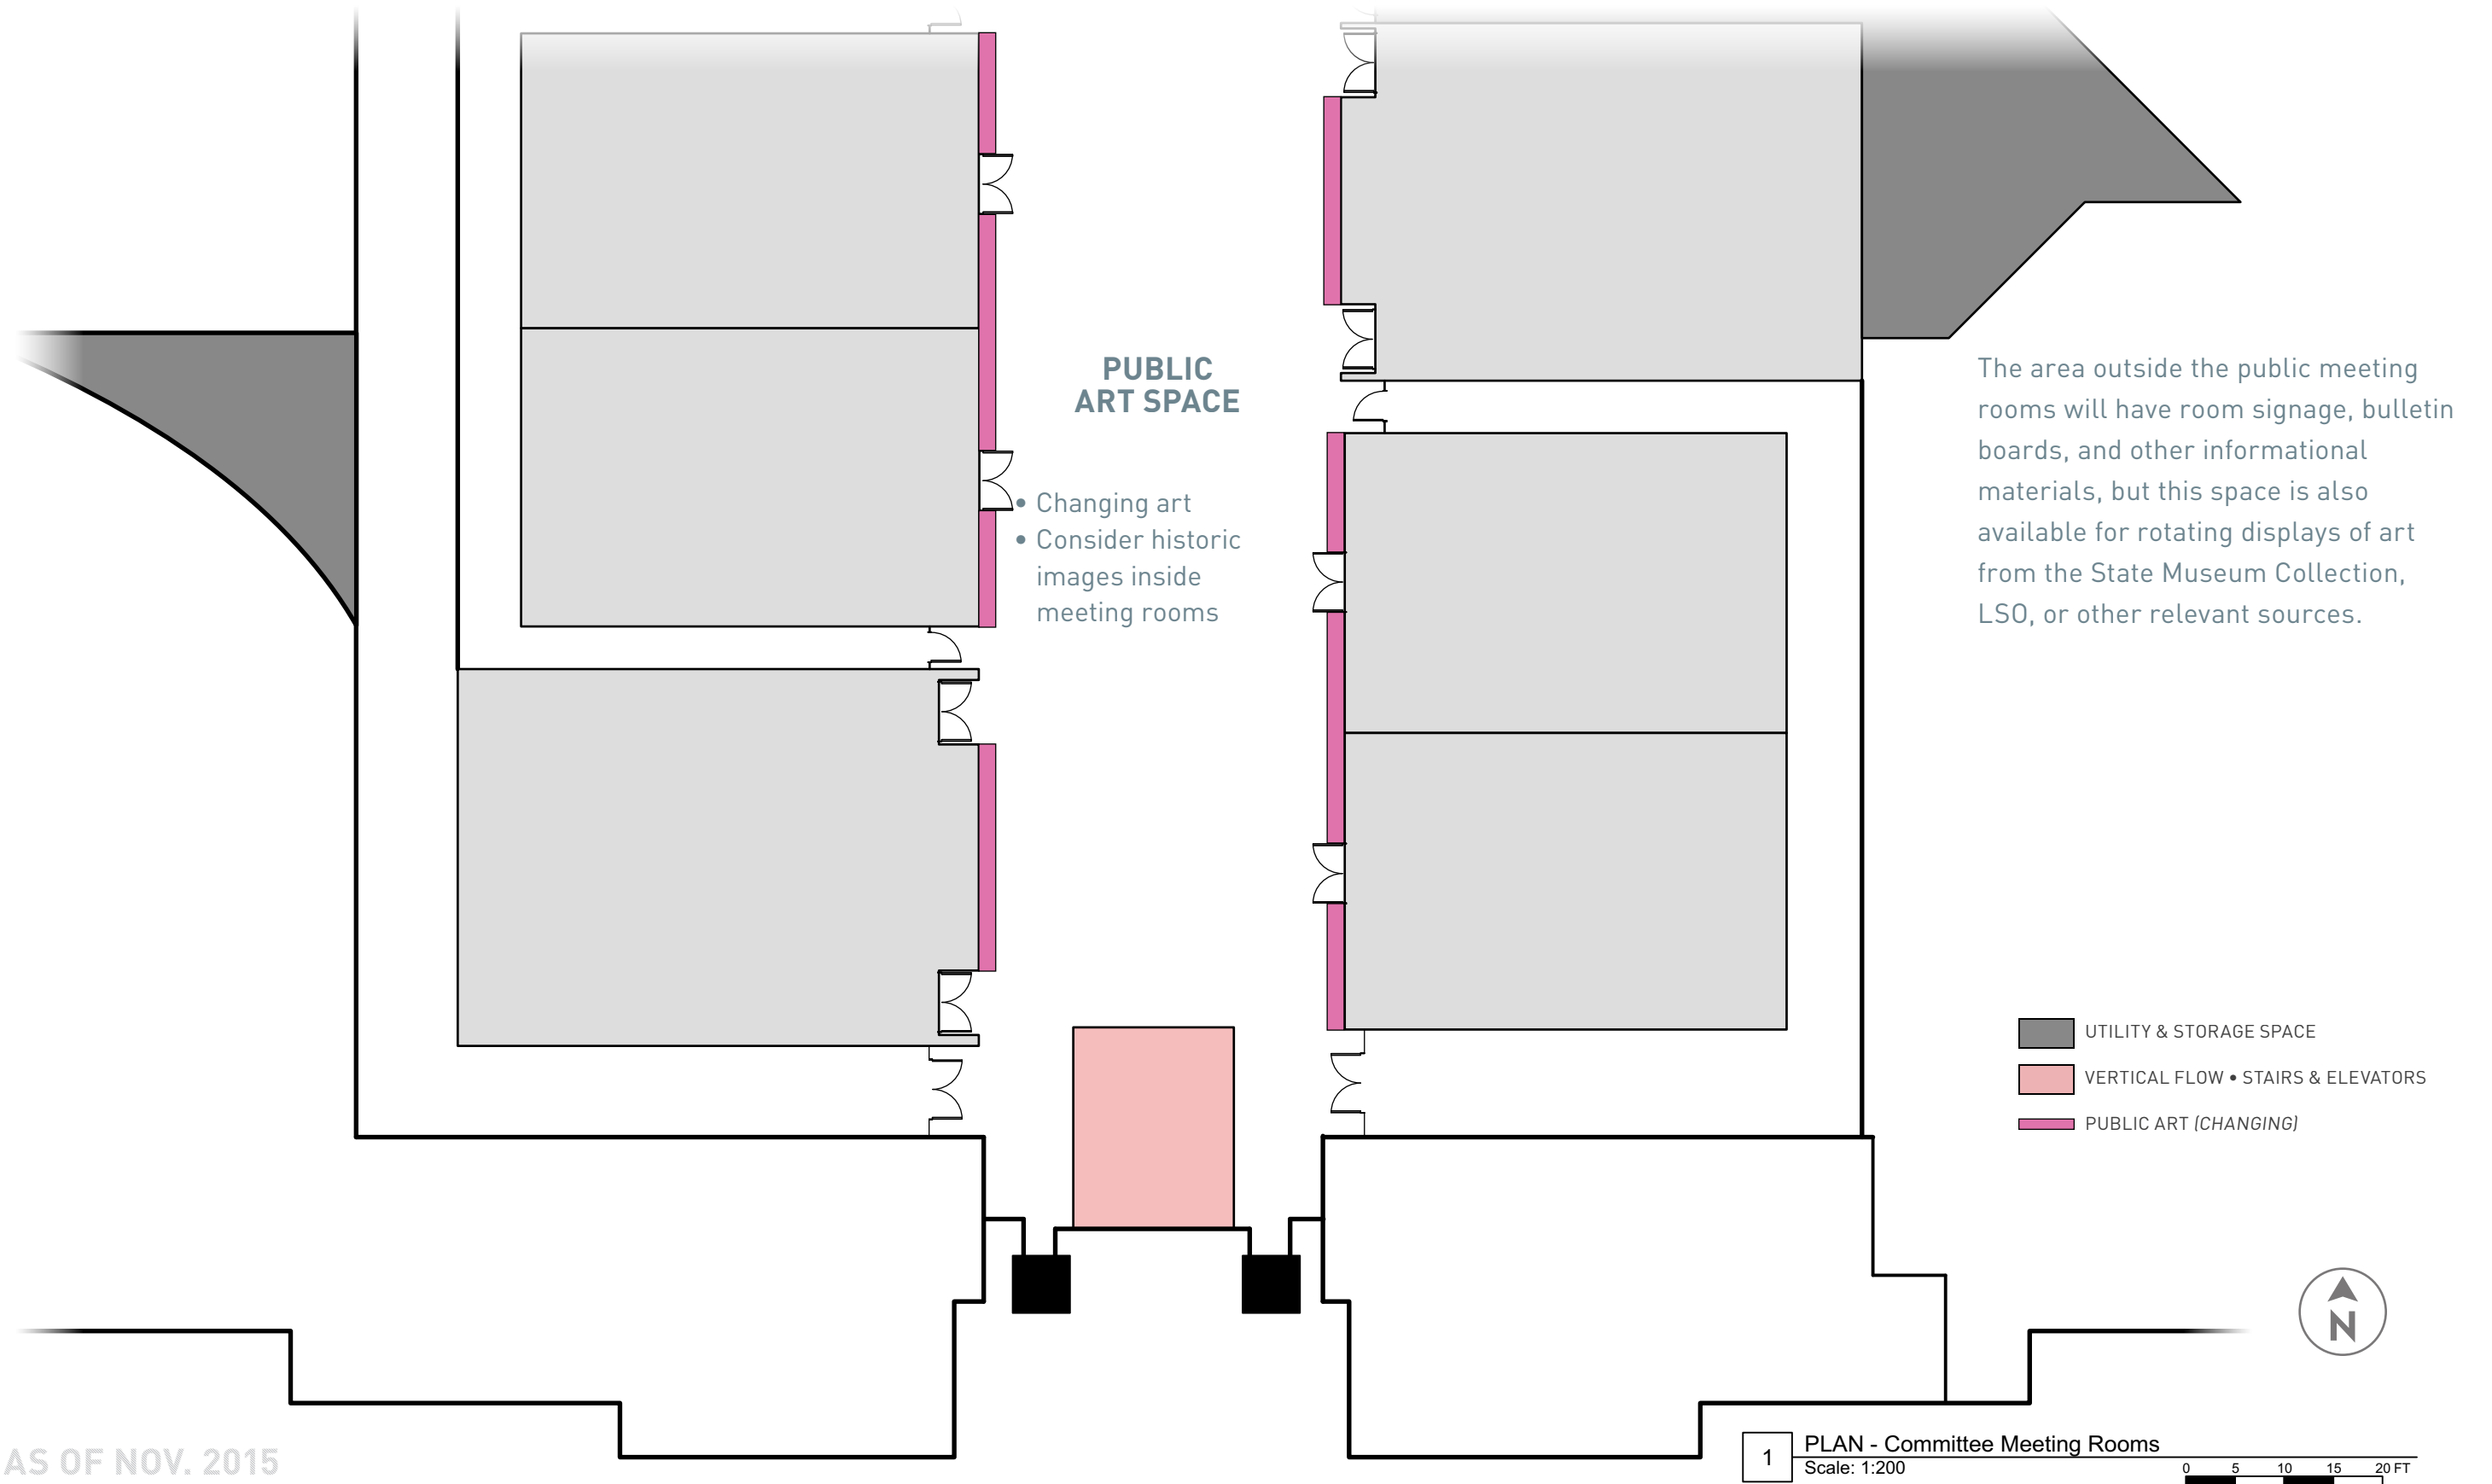 PUBLIC
ART SPACE
• Changing art
• Consider historic
images inside
meeting rooms
The area outside the public meeting
rooms will have room signage, bulletin
boards, and other informational
materials, but this space is also
available for rotating displays of art
from the State Museum Collection,
LSO, or other relevant sources.
UTILITY & STORAGE SPACE
VERTICAL FLOW • STAIRS & ELEVATORS
PUBLIC ART (CHANGING)
N
AS OF NOV. 2015
1
PLAN - Committee Meeting Rooms
Scale: 1:200
0 5 10 15 20 FT